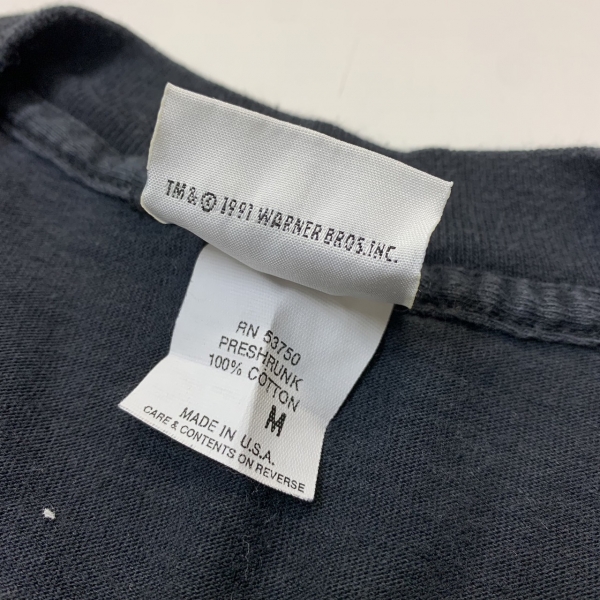 TM & © 1991 WARNER BROS. INC.
RN 53750
PRESHRUNK
100% COTTON
M
MADE IN U.S.A.
CARE & CONTENTS ON REVERSE